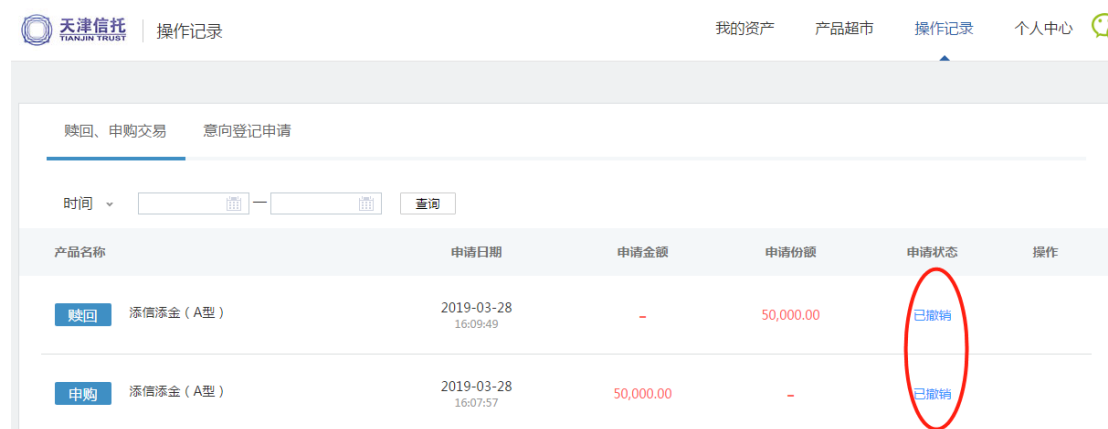 天津信托 操作记录 我的资产 产品超市 操作记录 个人中心
TIANJIN TRUST
赎回、申购交易 意向登记申请
时间 — 查询
产品名称 申请日期 申请金额 申请份额 申请状态 操作
赎回 添信添金（A型） 2019-03-28 - 50,000.00 已撤销
16:09:49
申购 添信添金（A型） 2019-03-28 50,000.00 - 已撤销
16:07:57